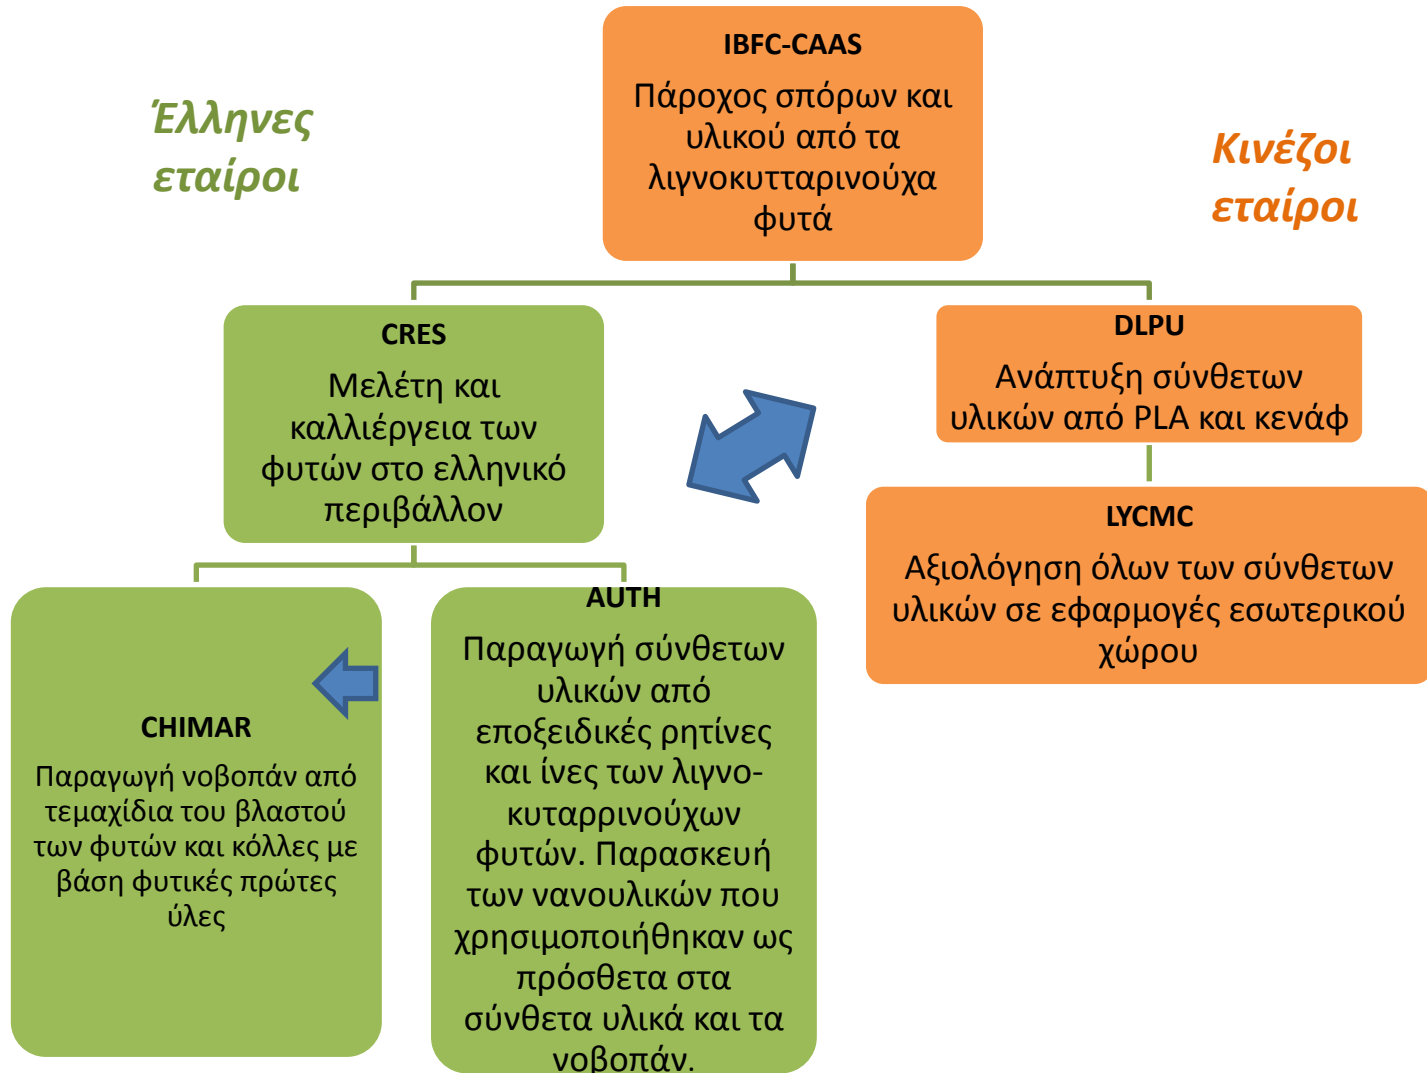 IBFC-CAAS
Πάροχος σπόρων και
υλικού από τα
λιγνοκυτταρινούχα
φυτά
Έλληνες
εταίροι
Κινέζοι
εταίροι
CRES
Μελέτη και
καλλιέργεια των
φυτών στο ελληνικό
περιβάλλον
DLPU
Ανάπτυξη σύνθετων
υλικών από PLA και κενάφ
LYCMC
Αξιολόγηση όλων των σύνθετων
υλικών σε εφαρμογές εσωτερικού
χώρου
CHIMAR
Παραγωγή νοβοπάν από
τεμαχίδια του βλαστού
των φυτών και κόλλες με
βάση φυτικές πρώτες
ύλες
AUTH
Παραγωγή σύνθετων
υλικών από
εποξειδικές ρητίνες
και ίνες των λιγνο-
κυταρρινούχων
φυτών. Παρασκευή
των νανουλικών που
χρησιμοποιήθηκαν ως
πρόσθετα στα
σύνθετα υλικά και τα
νοβοπάν.